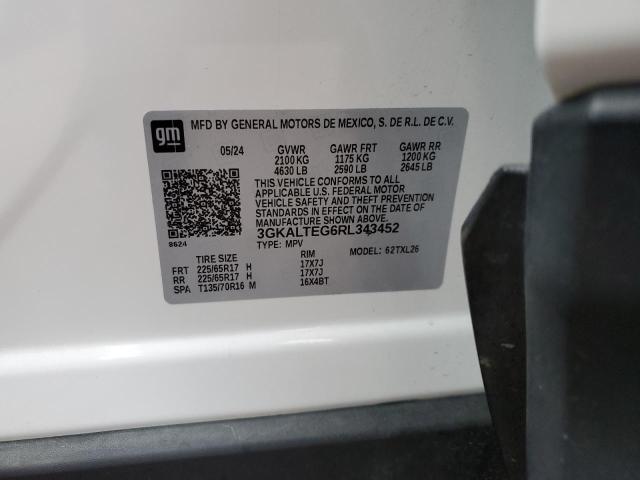 gm
MFD BY GENERAL MOTORS DE MEXICO, S. DE R.L. DE C.V.
05/24 GVWR GAWR FRT GAWR RR
2100 KG 1175 KG 1200 KG
4630 LB 2590 LB 2645 LB
THIS VEHICLE CONFORMS TO ALL
APPLICABLE U.S. FEDERAL MOTOR
VEHICLE SAFETY AND THEFT PREVENTION
STANDARDS IN EFFECT ON THE DATE OF
MANUFACTURE SHOWN ABOVE.
3GKALTEG6RL343452
8624
TYPE: MPV MODEL: 62TXL26
TIRE SIZE RIM
FRT 225/65R17 H 17X7J
RR 225/65R17 H 17X7J
SPA T135/70R16 M 16X4BT